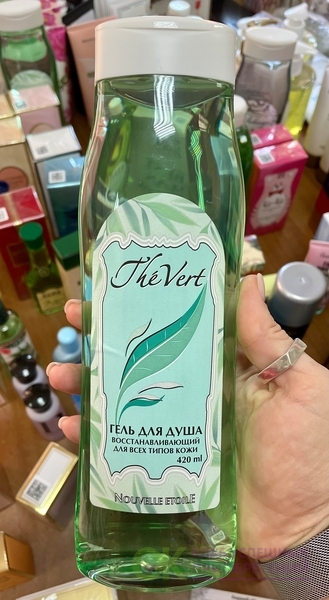 Thé Vert
ГЕЛЬ ДЛЯ ДУША
ВОССТАНАВЛИВАЮЩИЙ
ДЛЯ ВСЕХ ТИПОВ КОЖИ
420 ml
NOUVELLE ETOILE